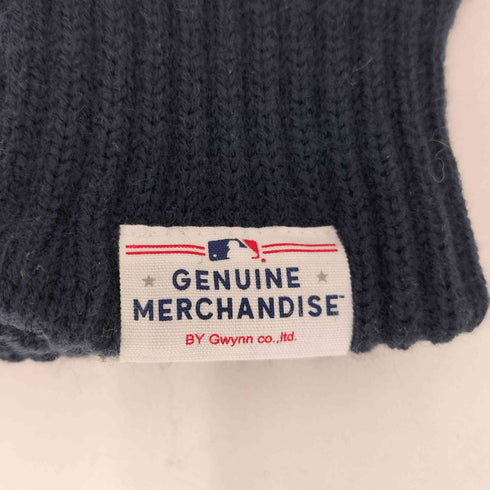 GENUINE
MERCHANDISE™
BY Gwynn co.,ltd.